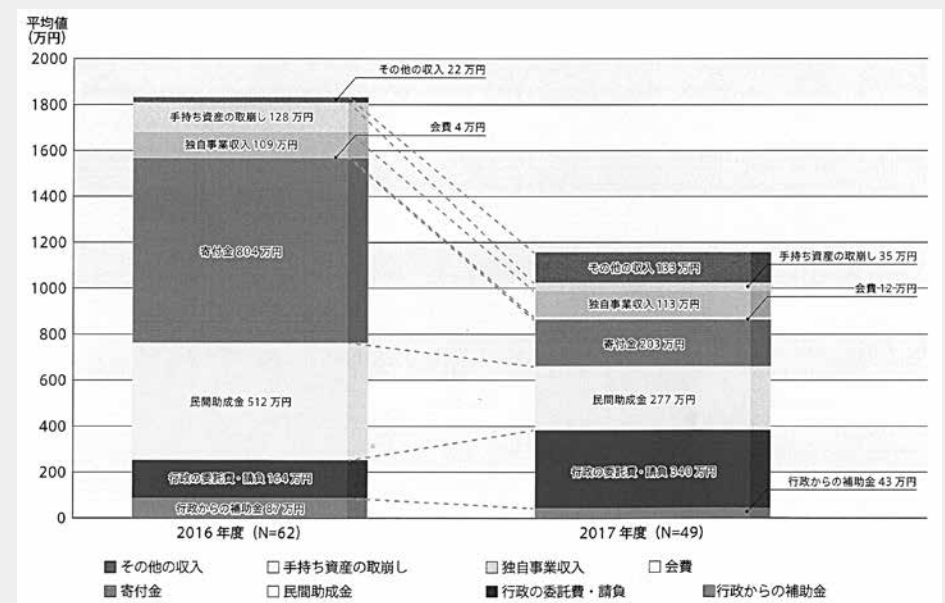 平均値
(万円)
2000
1800
1600
1400
1200
1000
800
600
400
200
0
その他の収入 22 万円
手持ち資産の取崩し 128 万円
会費 4 万円
独自事業収入 109 万円
寄付金 804 万円
民間助成金 512 万円
行政の委託費・請負 164 万円
行政からの補助金 87 万円
手持ち資産の取崩し 35 万円
その他の収入 133 万円
会費 12 万円
独自事業収入 113 万円
寄付金 203 万円
民間助成金 277 万円
行政の委託費・請負 340 万円
行政からの補助金 43 万円
2016 年度（N=62）
2017 年度（N=49）
その他の収入 手持ち資産の取崩し 独自事業収入 会費
寄付金 民間助成金 行政の委託費・請負 行政からの補助金